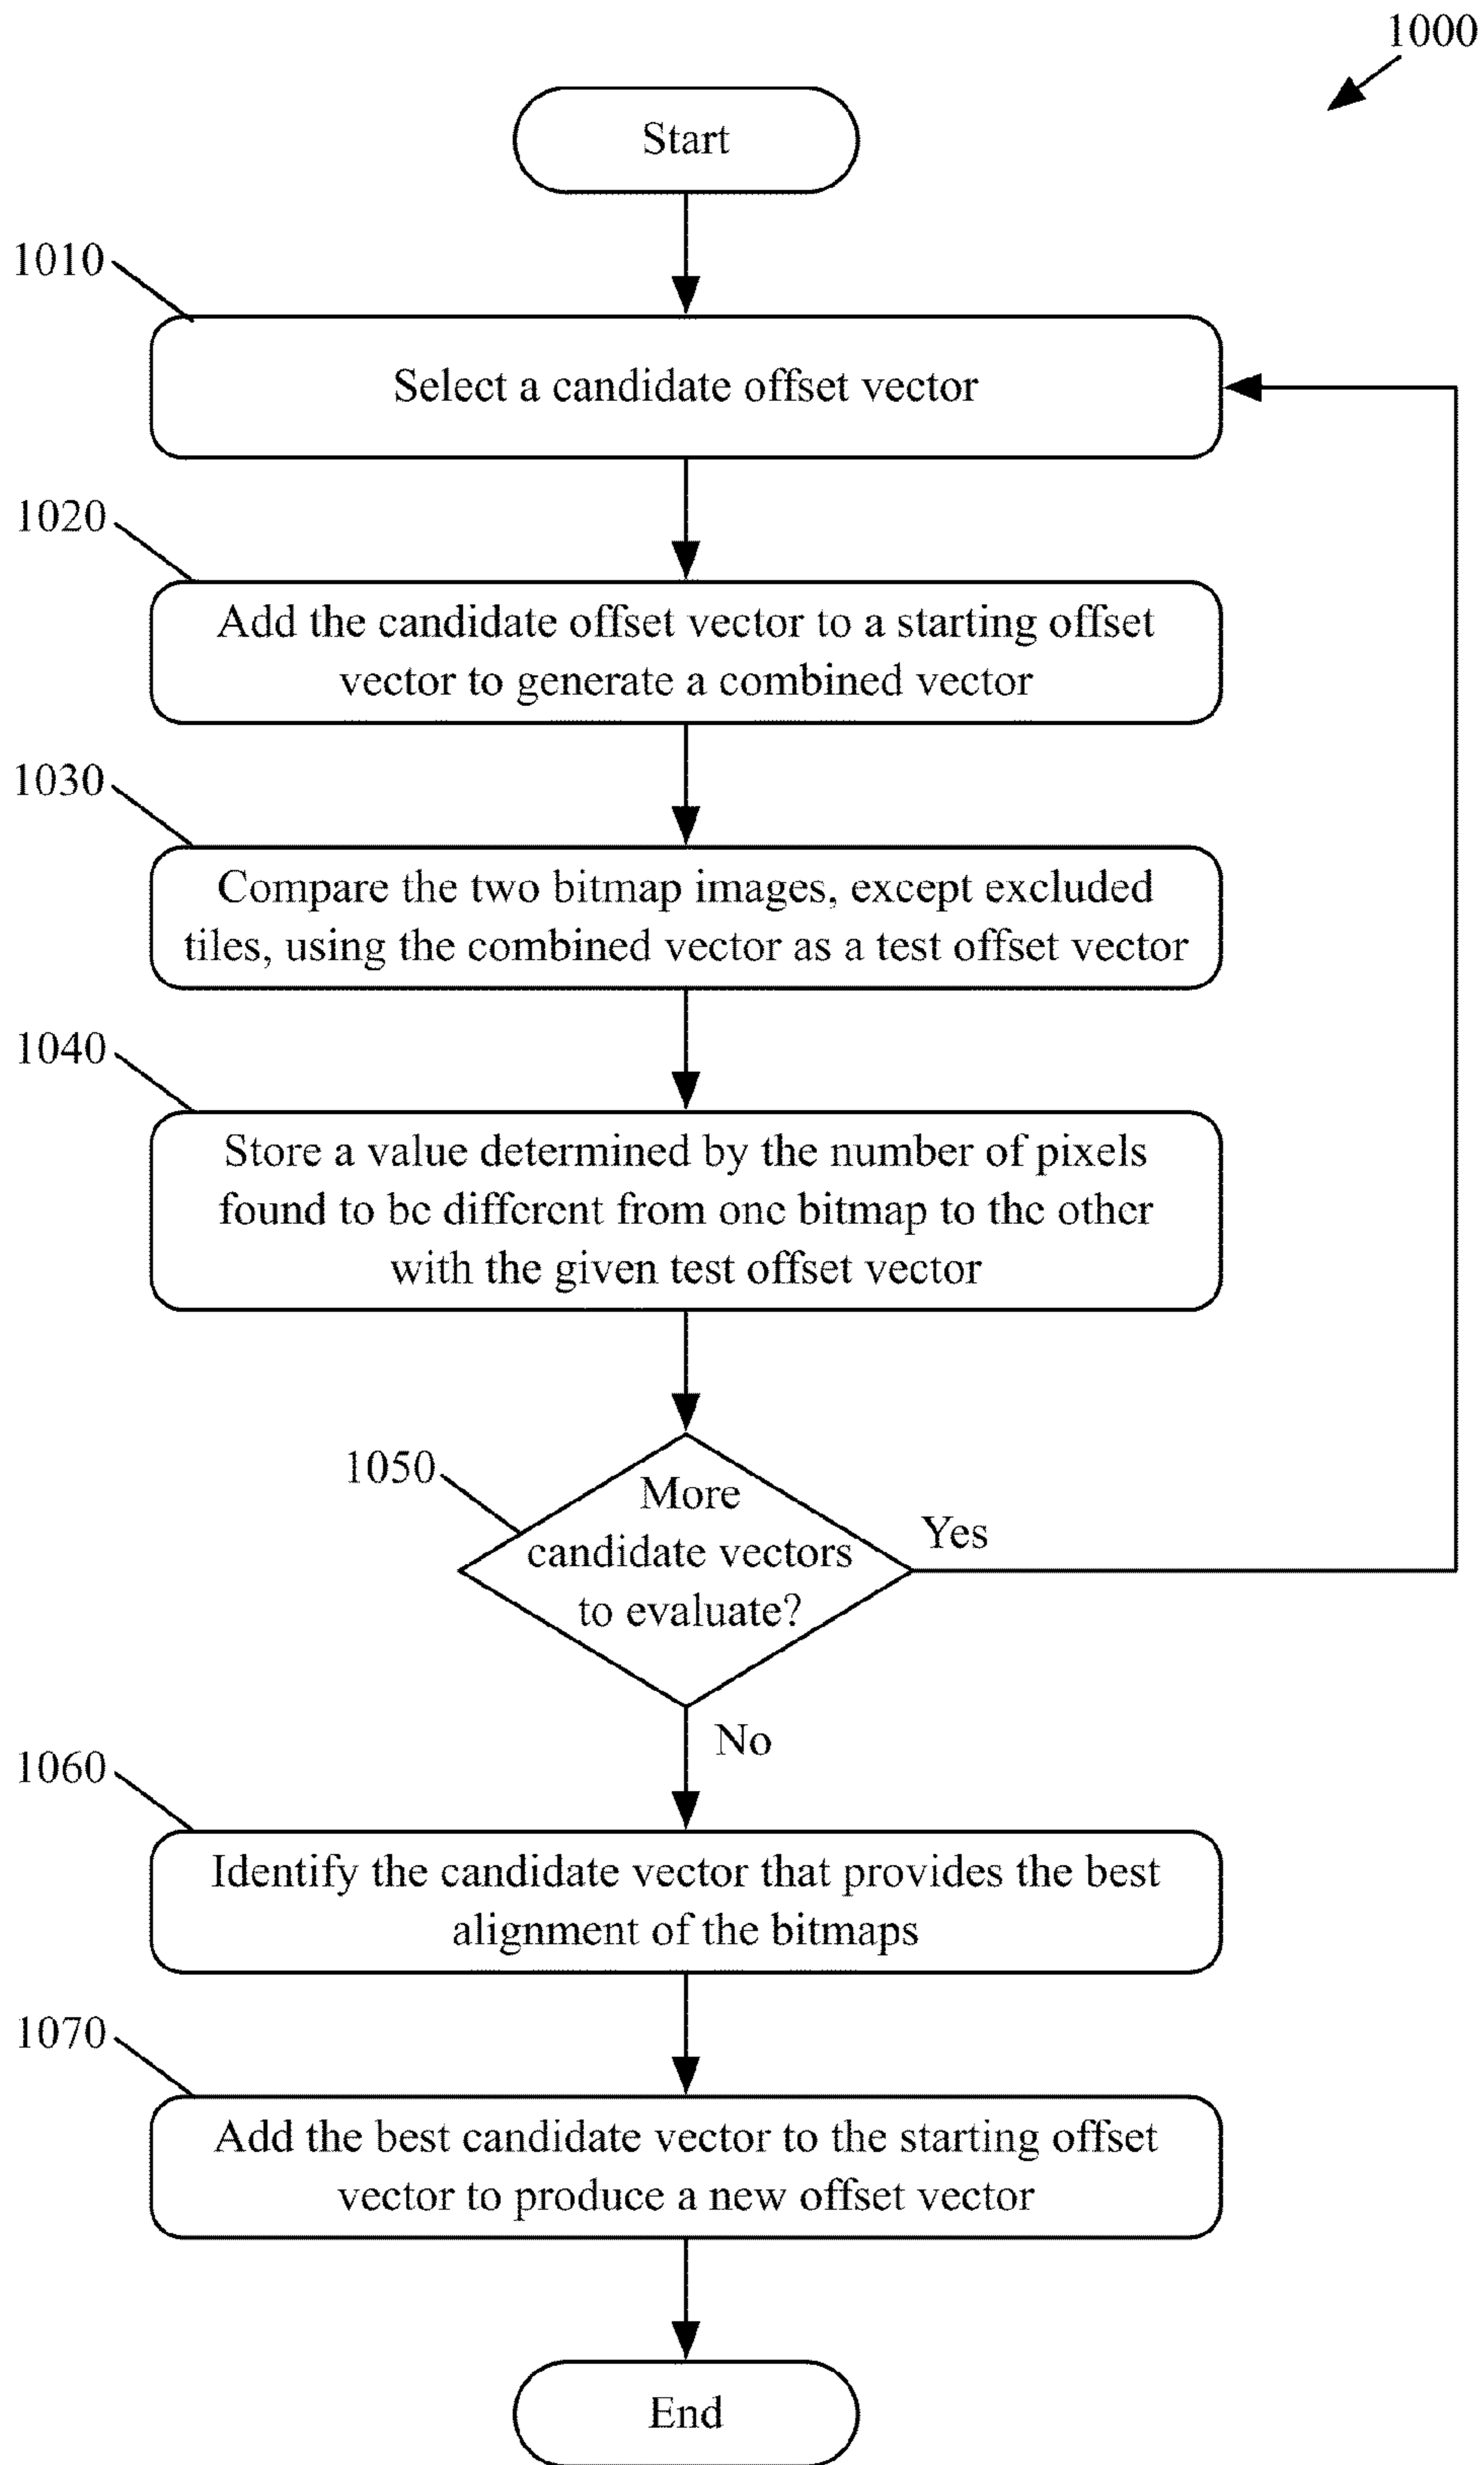 1000
Start
1010
Select a candidate offset vector
1020
Add the candidate offset vector to a starting offset
vector to generate a combined vector
1030
Compare the two bitmap images, except excluded
tiles, using the combined vector as a test offset vector
1040
Store a value determined by the number of pixels
found to be different from one bitmap to the other
with the given test offset vector
1050
More
candidate vectors
to evaluate?
Yes
No
1060
Identify the candidate vector that provides the best
alignment of the bitmaps
1070
Add the best candidate vector to the starting offset
vector to produce a new offset vector
End